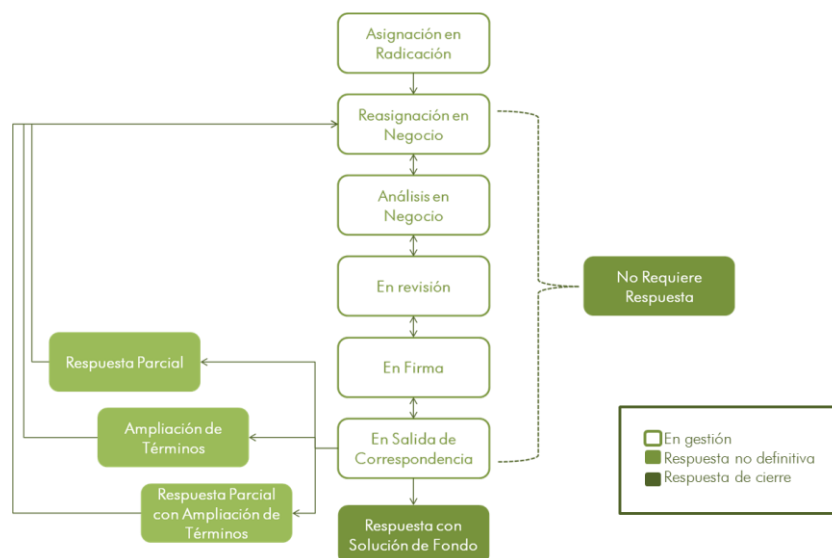 Asignación en
Radicación
Reasignación en
Negocio
Análisis en
Negocio
En revisión
No Requiere
Respuesta
Respuesta Parcial
En Firma
Ampliación de
Términos
En Salida de
Correspondencia
Respuesta Parcial
con Ampliación de
Términos
Respuesta con
Solución de Fondo
En gestión
Respuesta no definitiva
Respuesta de cierre